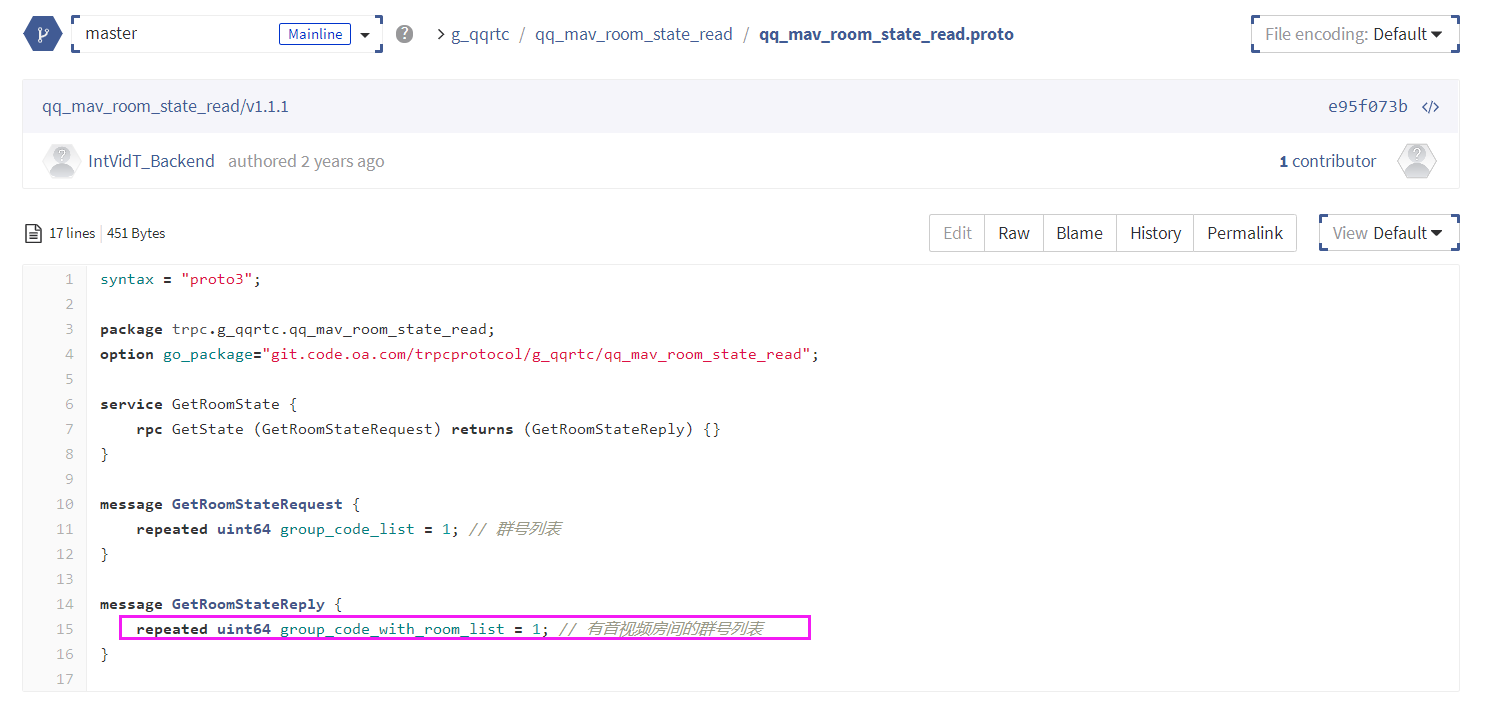 master Mainline ? > g_qqrtc / qq_mav_room_state_read / qq_mav_room_state_read.proto File encoding: Default
qq_mav_room_state_read/v1.1.1 e95f073b </>
IntVidT_Backend authored 2 years ago 1 contributor
17 lines | 451 Bytes Edit Raw Blame History Permalink View Default
1 syntax = "proto3";
2
3 package trpc.g_qqrtc.qq_mav_room_state_read;
4 option go_package="git.code.oa.com/trpcprotocol/g_qqrtc/qq_mav_room_state_read";
5
6 service GetRoomState {
7     rpc GetState (GetRoomStateRequest) returns (GetRoomStateReply) {}
8 }
9
10 message GetRoomStateRequest {
11     repeated uint64 group_code_list = 1; // 群号列表
12 }
13
14 message GetRoomStateReply {
15     repeated uint64 group_code_with_room_list = 1; // 有音视频房间的群号列表
16 }
17